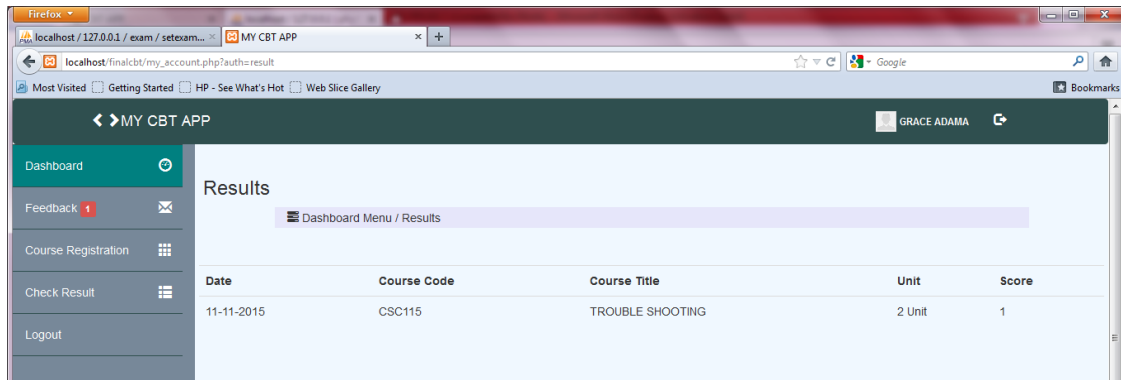 Firefox
localhost / 127.0.0.1 / exam / setexam...
MY CBT APP
localhost/finalcbt/my_account.php?auth=result
Google
Most Visited
Getting Started
HP - See What's Hot
Web Slice Gallery
Bookmarks
MY CBT APP
GRACE ADAMA
Dashboard
Feedback 1
Course Registration
Check Result
Logout
Results
Dashboard Menu / Results
Date Course Code Course Title Unit Score
11-11-2015 CSC115 TROUBLE SHOOTING 2 Unit 1